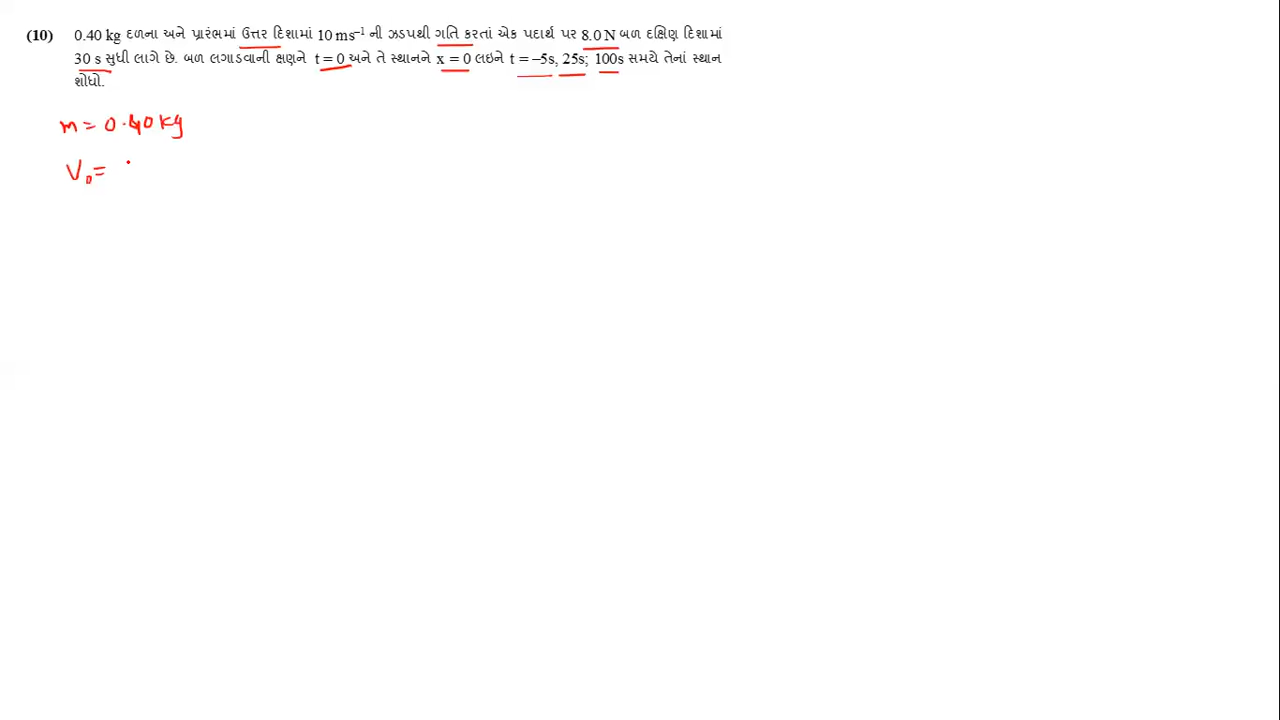 (10) 0.40 kg દળના અને પ્રારંભમાં ઉત્તર દિશામાં 10 ms⁻¹ ની ઝડપથી ગતિ કરતાં એક પદાર્થ પર 8.0 N બળ દક્ષિણ દિશામાં
30 s સુધી લાગે છે. બળ લગાડવાની ક્ષણને t = 0 અને તે સ્થાનને x = 0 લઇને t = –5s, 25s; 100s સમયે તેનાં સ્થાન
શોધો.
m = 0.40 kg
V₀ =